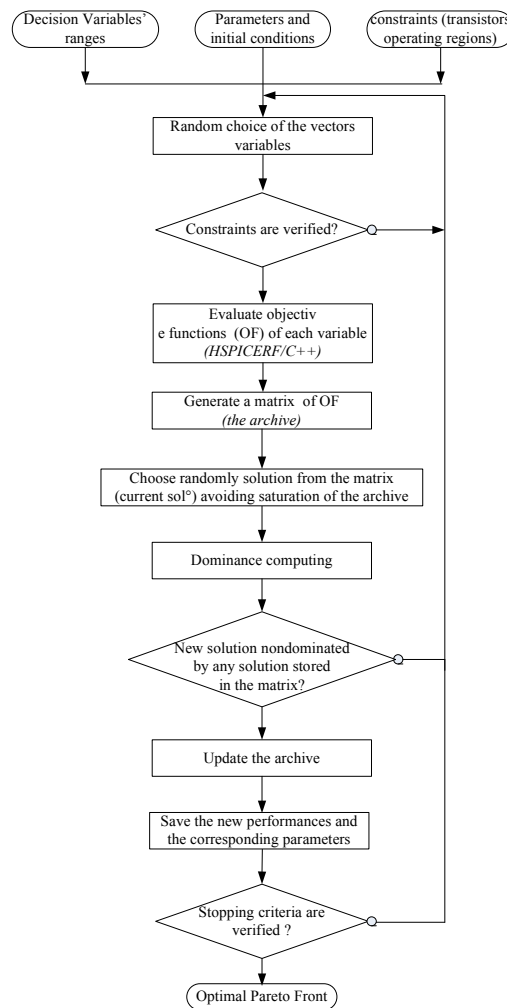 Decision Variables'
ranges
Parameters and
initial conditions
constraints (transistors
operating regions)
Random choice of the vectors
variables
Constraints are verified?
Evaluate objectiv
e functions (OF) of each variable
(HSPICERF/C++)
Generate a matrix of OF
(the archive)
Choose randomly solution from the matrix
(current sol°) avoiding saturation of the archive
Dominance computing
New solution nondominated
by any solution stored
in the matrix?
Update the archive
Save the new performances and
the corresponding parameters
Stopping criteria are
verified ?
Optimal Pareto Front